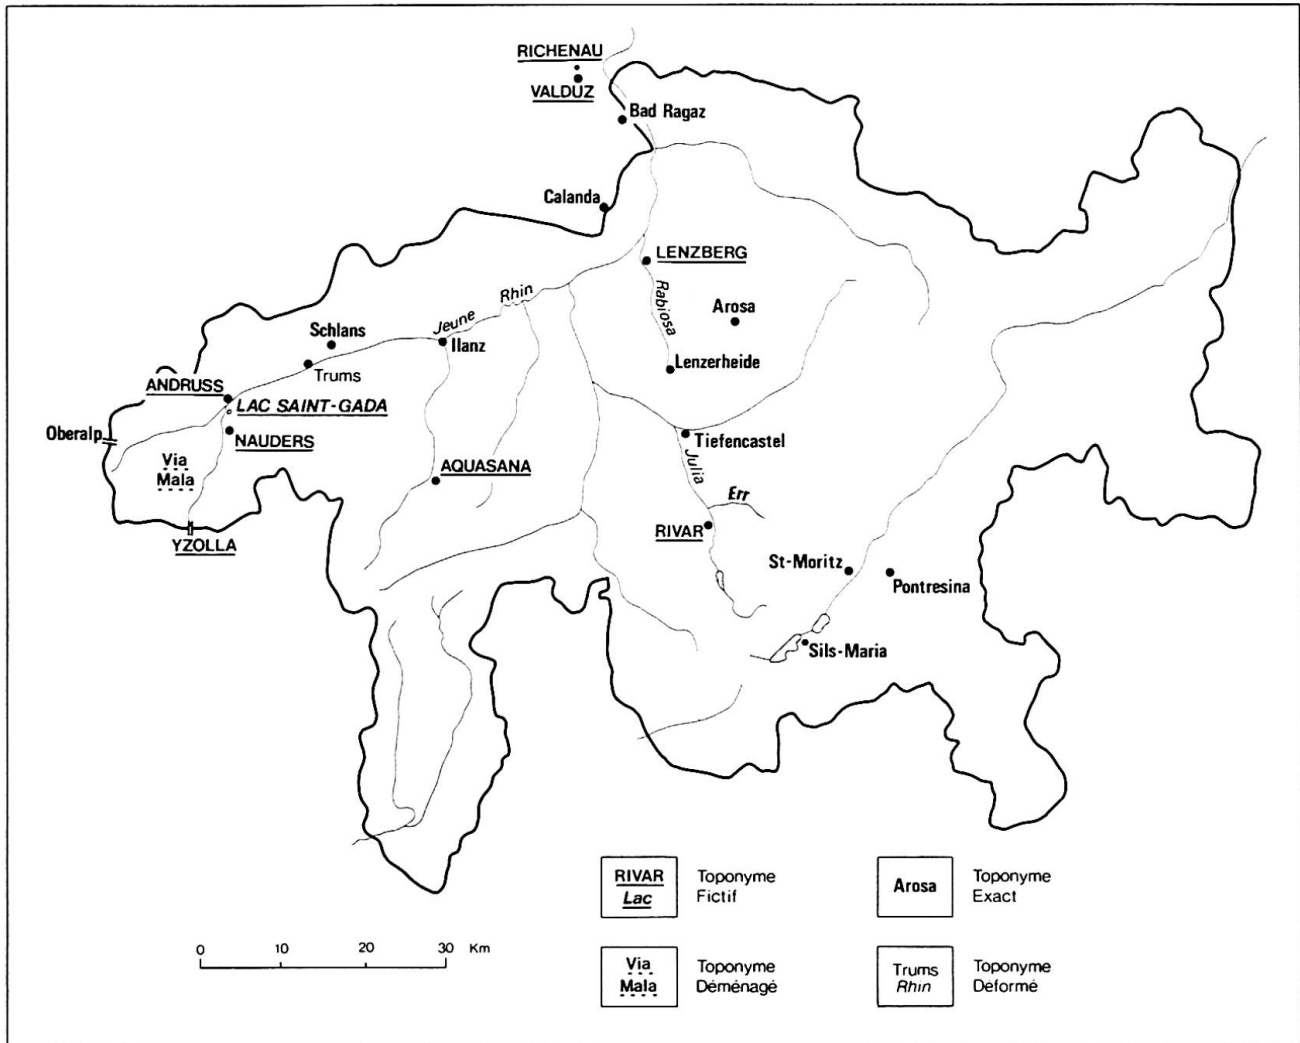 RICHENAU
VALDUZ
Bad Ragaz
Calanda
LENZBERG
Rabiosa
Arosa
Jeune Rhin
Schlans
Ilanz
Lenzerheide
Trums
ANDRUSS
LAC SAINT-GADA
Oberalp
NAUDERS
Tiefencastel
Via
Mala
AQUASANA
Julia
Err
RIVAR
YZOLLA
St-Moritz
Pontresina
Sils-Maria
RIVAR
Lac
Toponyme
Fictif
Arosa
Toponyme
Exact
0 10 20 30 Km
Via
Mala
Toponyme
Déménagé
Trums
Rhin
Toponyme
Déformé